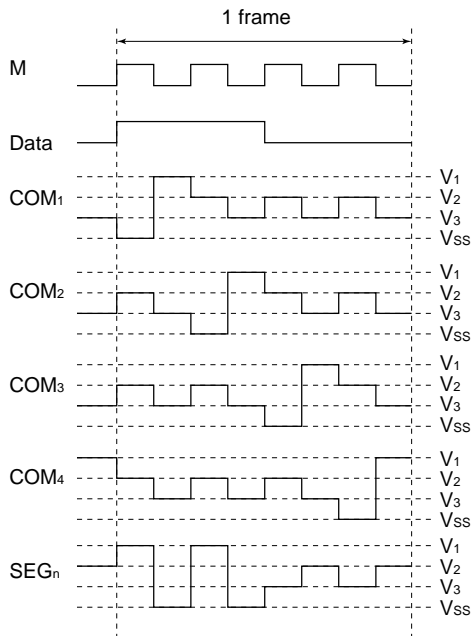 1 frame
M
Data
COM₁
V₁
V₂
V₃
VSS
COM₂
V₁
V₂
V₃
VSS
COM₃
V₁
V₂
V₃
VSS
COM₄
V₁
V₂
V₃
VSS
SEGₙ
V₁
V₂
V₃
VSS